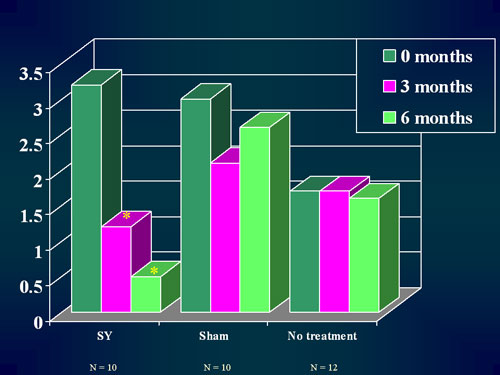 0 months
3 months
6 months
3.5
3
2.5
2
1.5
1
0.5
0
*
*
SY Sham No treatment
N = 10 N = 10 N = 12